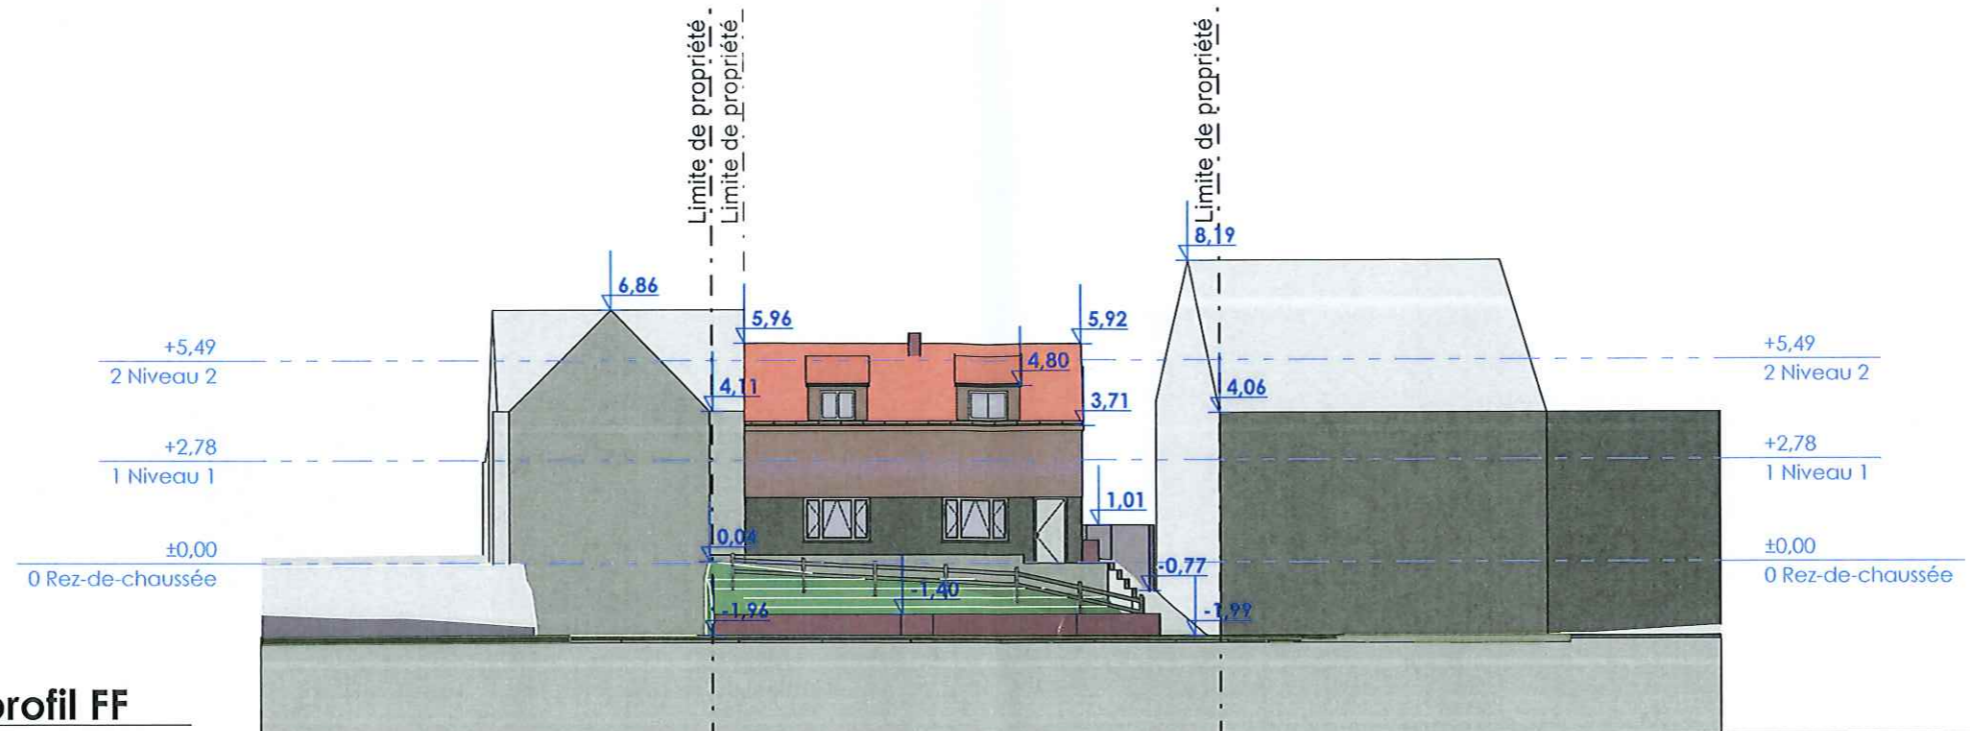 Limite de propriété
Limite de propriété
Limite de propriété
8,19
6,86
5,96
5,92
+5,49
2 Niveau 2
4,80
+5,49
2 Niveau 2
4,11
3,71
4,06
+2,78
1 Niveau 1
+2,78
1 Niveau 1
1,01
0,04
±0,00
0 Rez-de-chaussée
-0,77
±0,00
0 Rez-de-chaussée
-1,40
-1,96
-1,99
profil FF